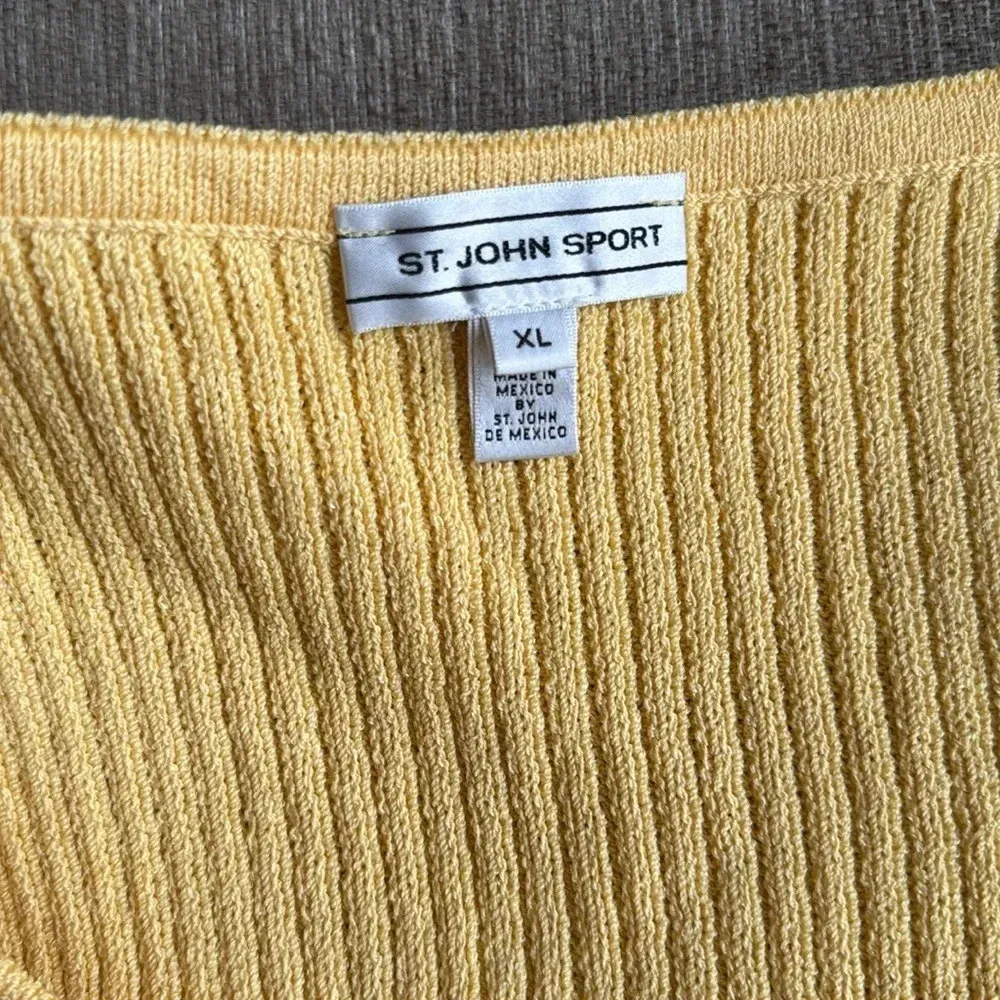 ST. JOHN SPORT
XL
MADE IN
MEXICO
BY
ST. JOHN
DE MEXICO